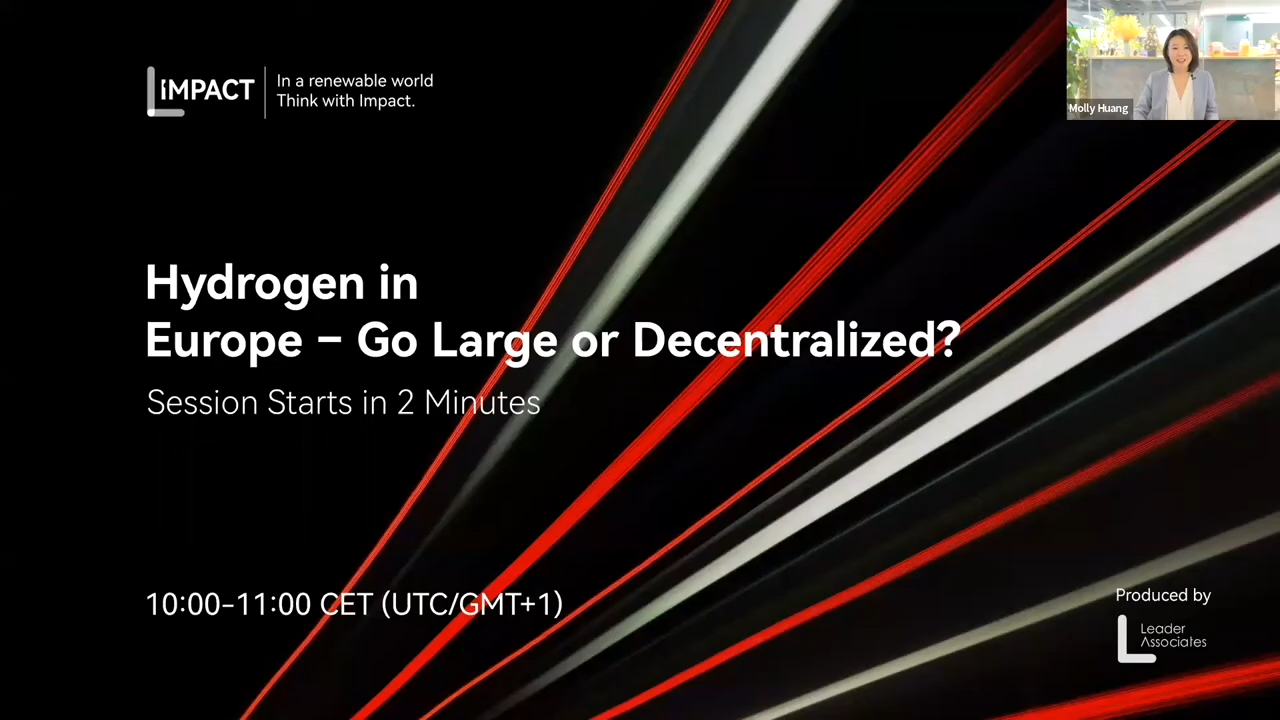 IMPACT
In a renewable world
Think with Impact.
Molly Huang
Hydrogen in
Europe – Go Large or Decentralized?
Session Starts in 2 Minutes
10:00-11:00 CET (UTC/GMT+1)
Produced by
Leader
Associates